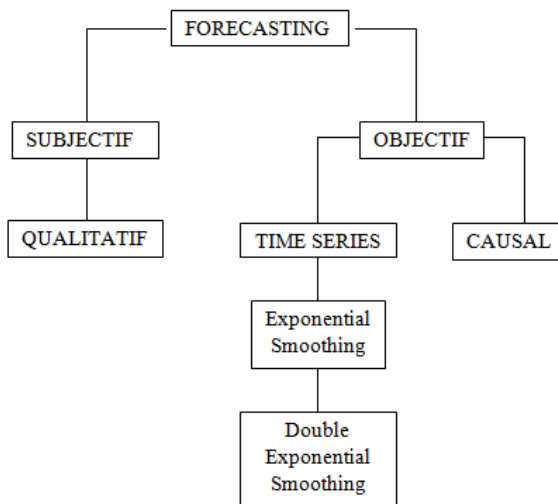 FORECASTING
SUBJECTIF
OBJECTIF
QUALITATIF
TIME SERIES
CAUSAL
Exponential
Smoothing
Double
Exponential
Smoothing